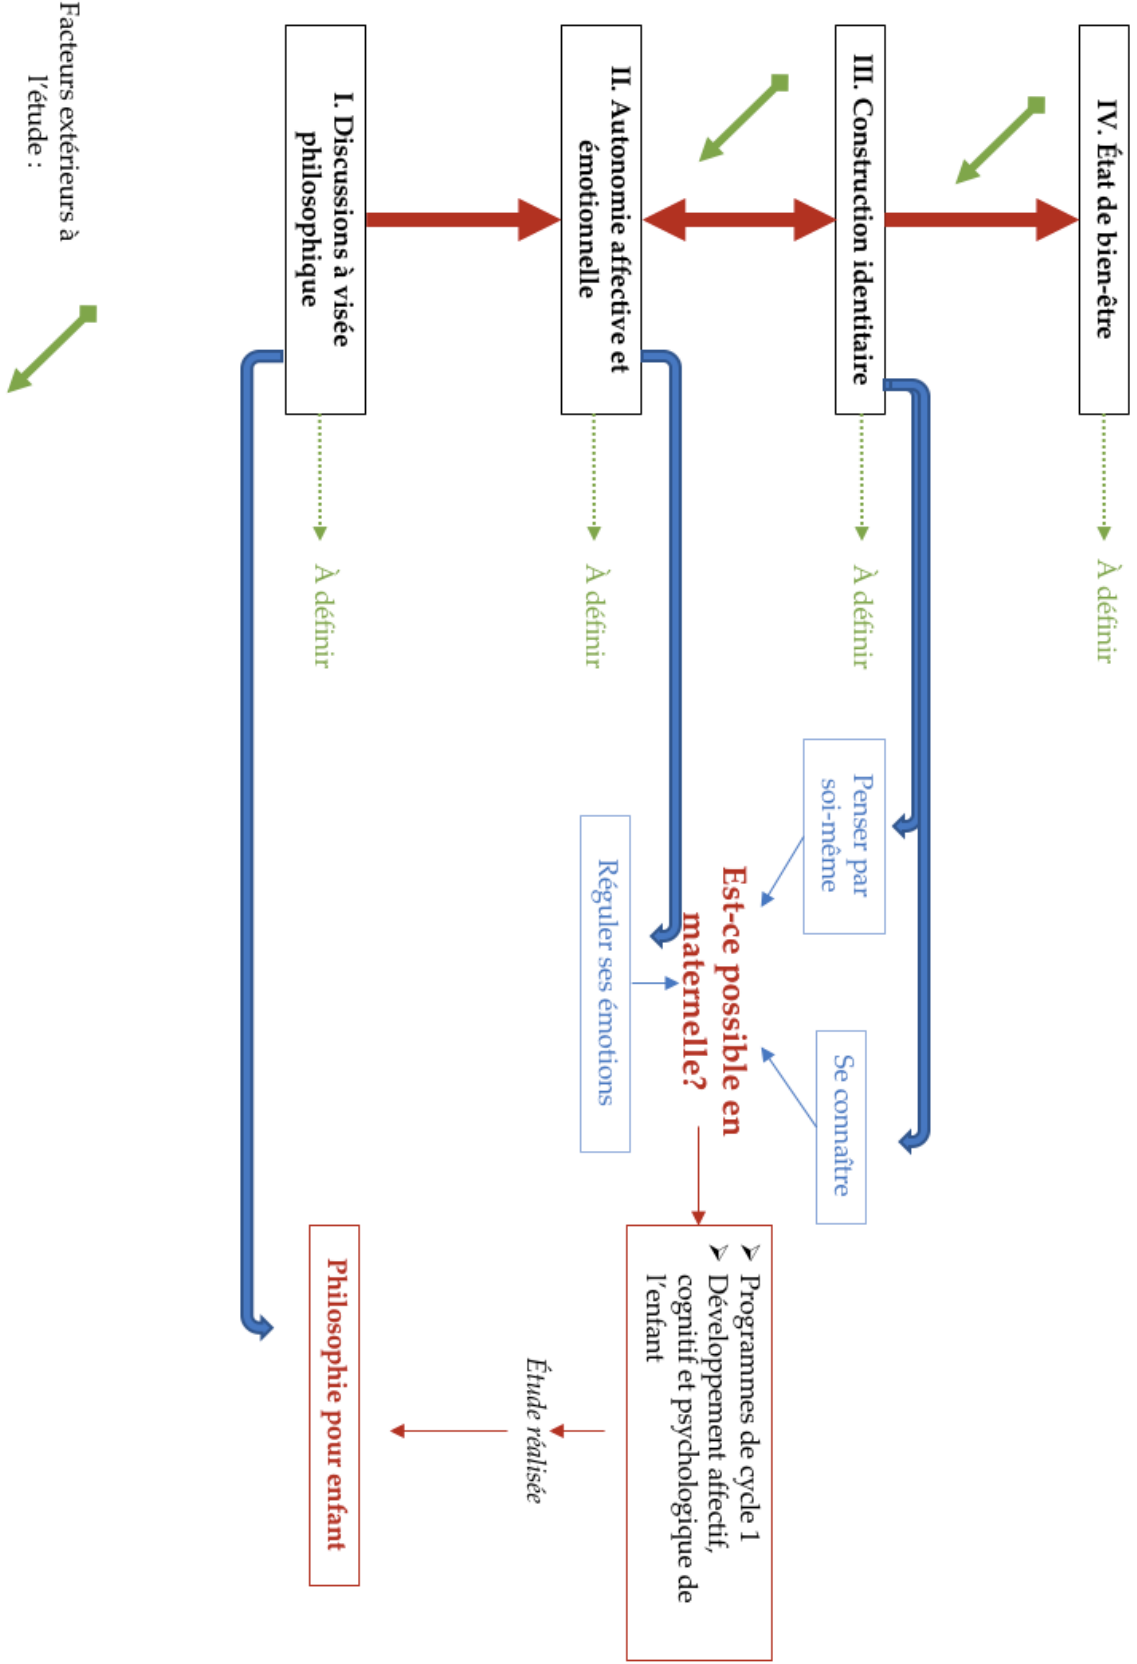 IV. État de bien-être
À définir
III. Construction identitaire
À définir
Penser par
soi-même
Se connaître
Est-ce possible en
maternelle?
➢ Programmes de cycle 1
➢ Développement affectif,
cognitif et psychologique de
l'enfant
II. Autonomie affective et
émotionnelle
À définir
Réguler ses émotions
Étude réalisée
I. Discussions à visée
philosophique
À définir
Philosophie pour enfant
Facteurs extérieurs à
l'étude :